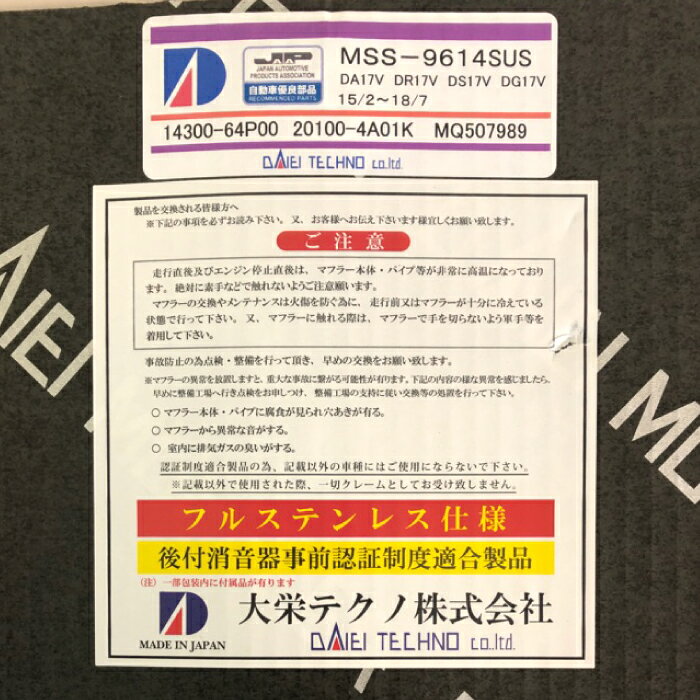 JAP
JAPAN AUTOMOTIVE
PRODUCTS ASSOCIATION
自動車優良部品
RECOMMENDED PARTS
MSS-9614SUS
DA17V DR17V DS17V DG17V
15/2～18/7
14300-64P00 20100-4A01K MQ507989
DAIEI TECHNO co.ltd.
製品を交換される皆様方へ
※下記の事項を必ずお読み下さい。又、お客様へお伝え下さいます様宜しくお願い致します。
ご注意
走行直後及びエンジン停止直後は、マフラー本体・パイプ等が非常に高温になっており
ます。絶対に素手などで触れないようご注意願います。
マフラーの交換やメンテナンスは火傷を防ぐ為に、走行前又はマフラーが十分に冷えている
状態で行って下さい。又、マフラーに触れる際は、マフラーで手を切らないよう軍手等を
着用して下さい。
事故防止の為点検・整備を行って頂き、早めの交換をお願い致します。
※マフラーの異常を放置しますと、重大な事故に繋がる可能性が有ります。下記の内容の様な異常を感じましたら、
早めに整備工場へ行き点検をお申しつけ、整備工場の支持に従い交換等の処置を行って下さい。
○ マフラー本体・パイプに腐食が見られ穴あきが有る。
○ マフラーから異常な音がする。
○ 室内に排気ガスの臭いがする。
認証制度適合製品の為、記載以外の車種にはご使用にならないで下さい。
※記載以外で使用された際、一切クレームとしてお受け致しません。
フルステンレス仕様
後付消音器事前認証制度適合製品
（注）一部包装内に付属品が有ります
MADE IN JAPAN
大栄テクノ株式会社
DAIEI TECHNO co.ltd.